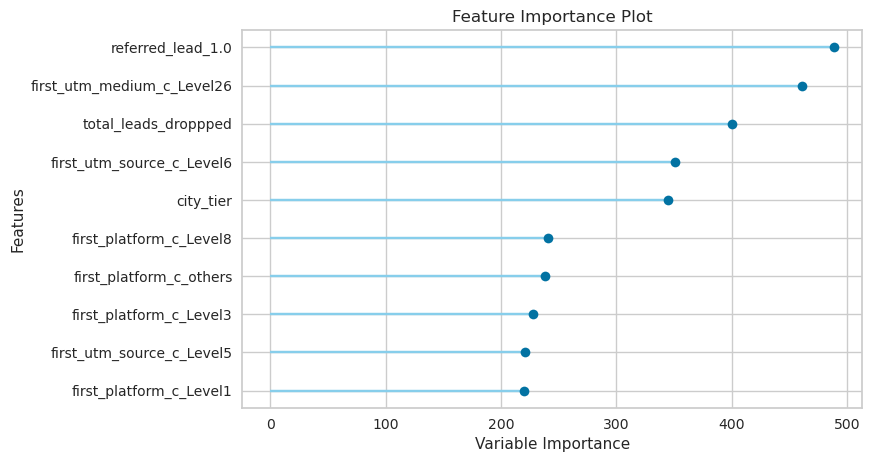 Feature Importance Plot
Features
referred_lead_1.0
first_utm_medium_c_Level26
total_leads_droppped
first_utm_source_c_Level6
city_tier
first_platform_c_Level8
first_platform_c_others
first_platform_c_Level3
first_utm_source_c_Level5
first_platform_c_Level1
0 100 200 300 400 500
Variable Importance